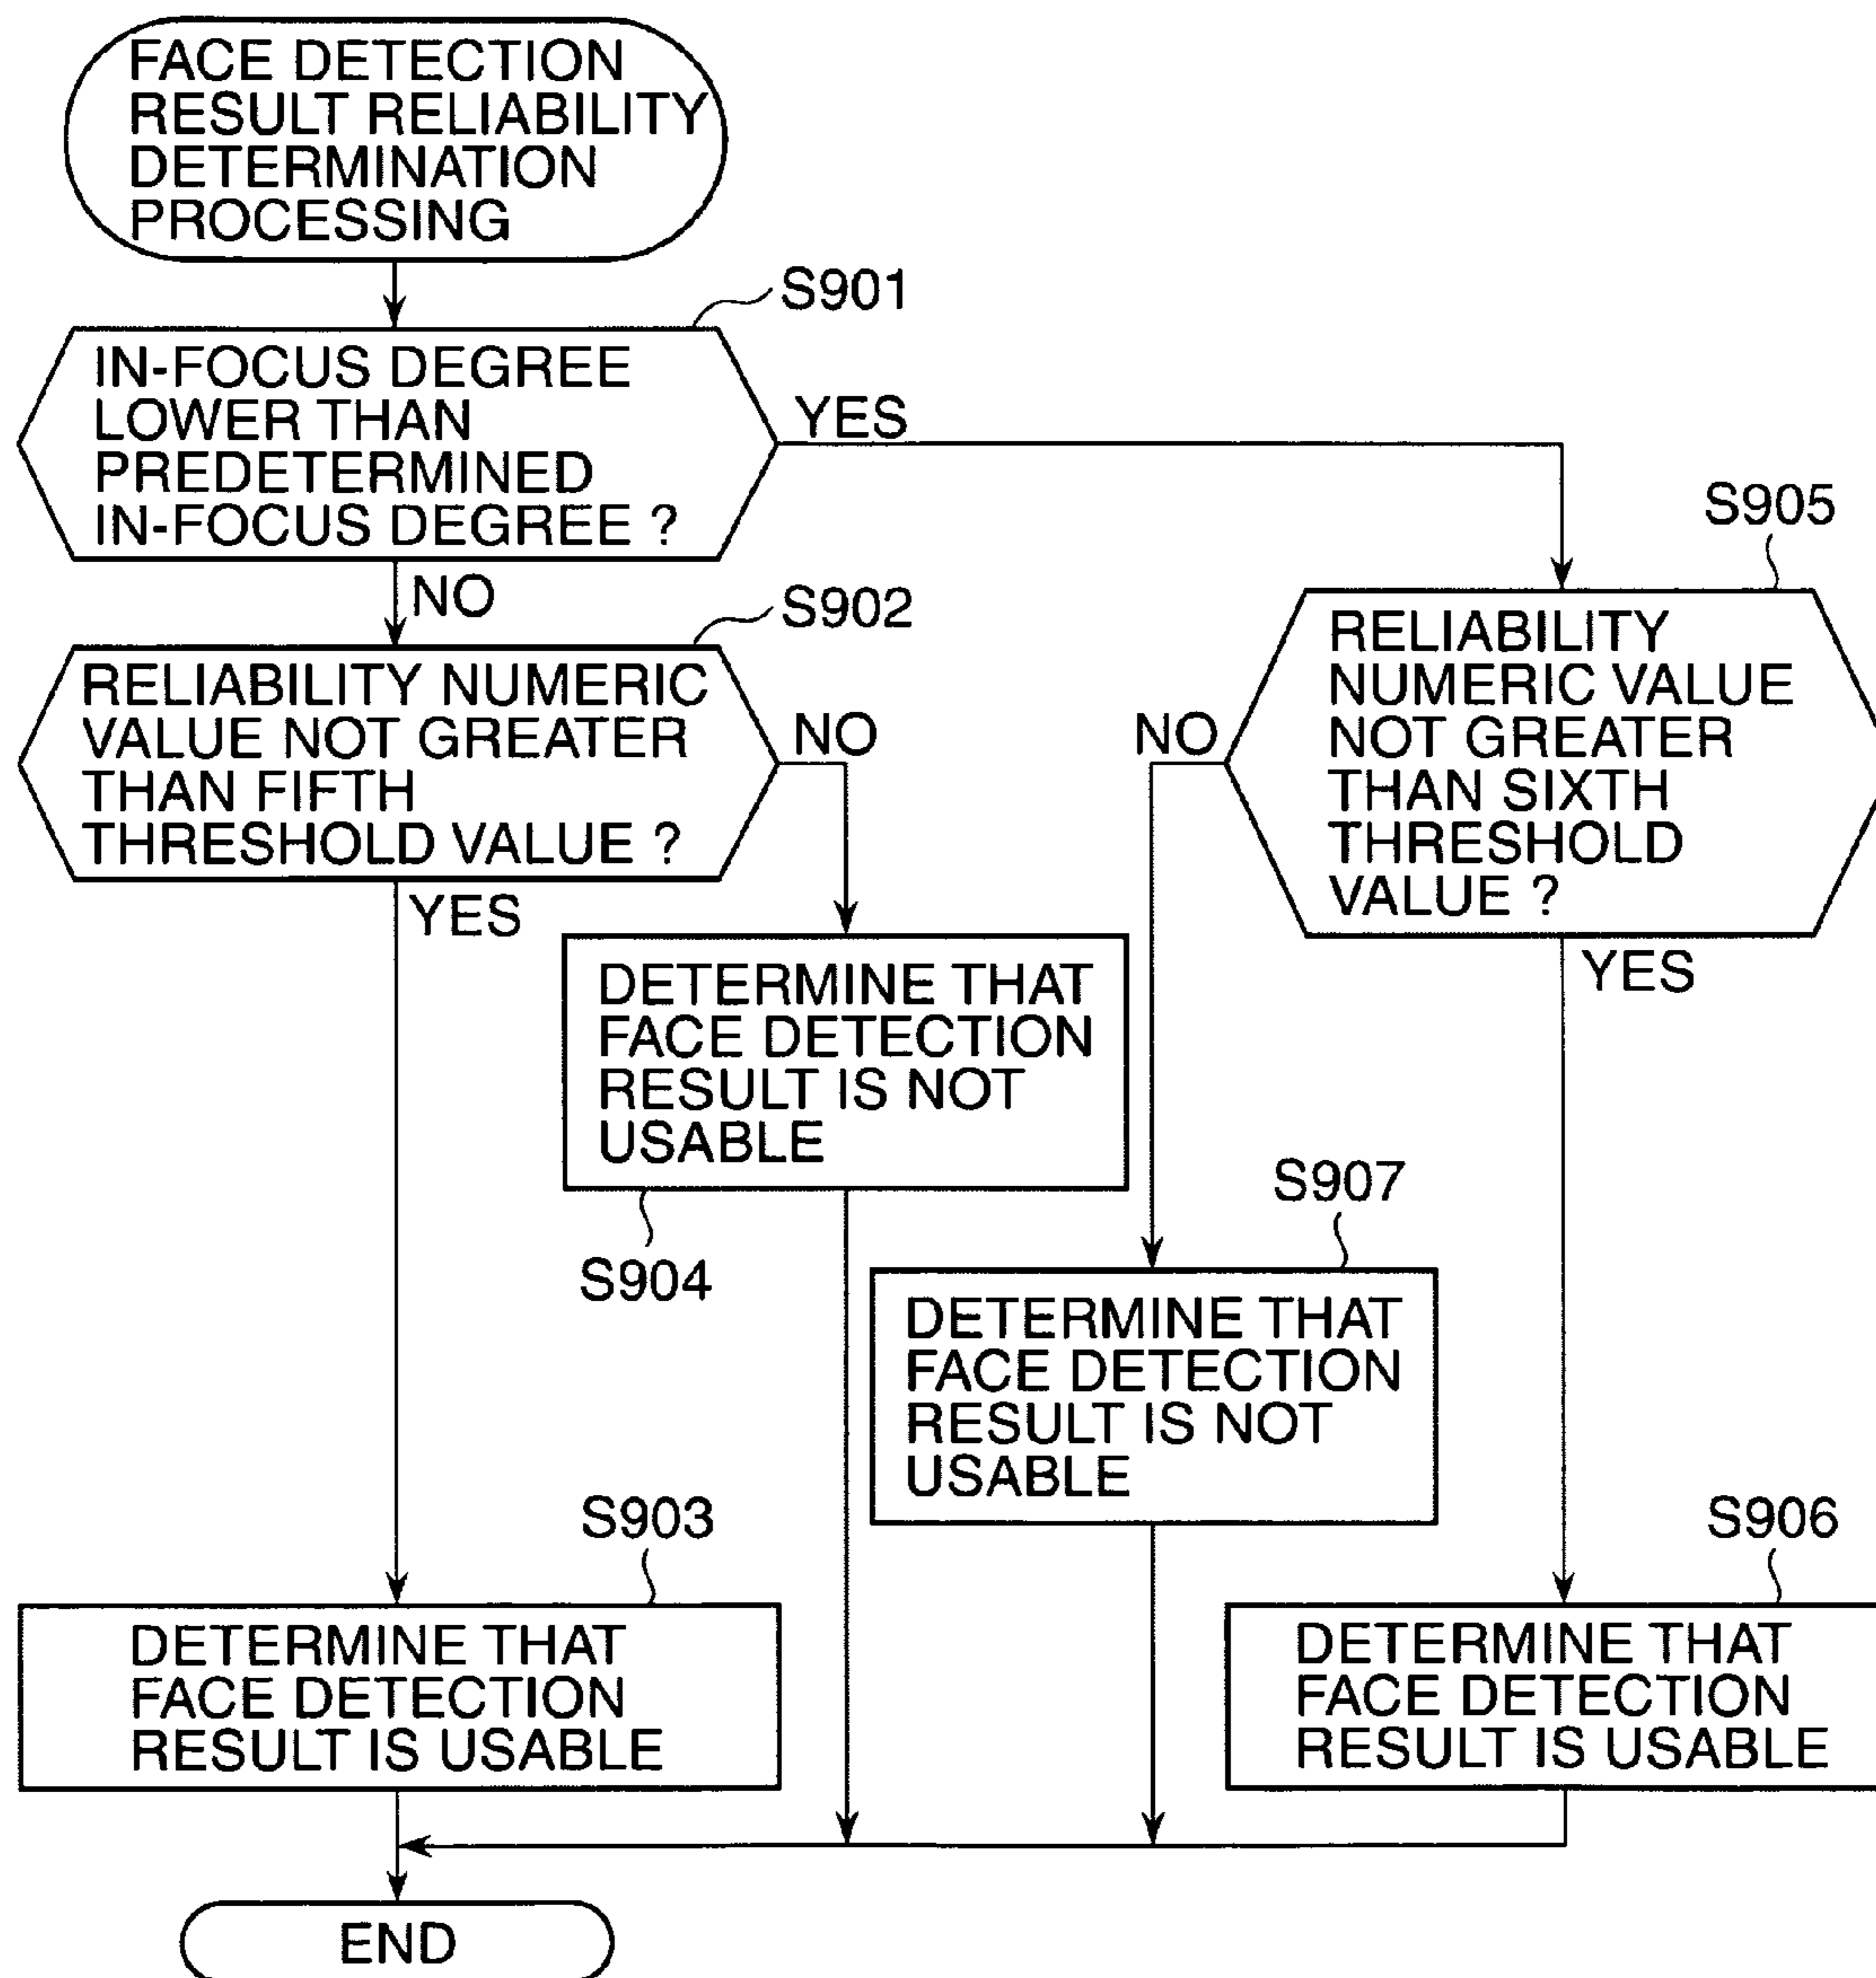 FACE DETECTION
RESULT RELIABILITY
DETERMINATION
PROCESSING
S901
IN-FOCUS DEGREE
LOWER THAN
PREDETERMINED
IN-FOCUS DEGREE ?
YES
NO
S902
RELIABILITY NUMERIC
VALUE NOT GREATER
THAN FIFTH
THRESHOLD VALUE ?
NO
YES
S905
RELIABILITY
NUMERIC VALUE
NOT GREATER
THAN SIXTH
THRESHOLD
VALUE ?
NO
YES
DETERMINE THAT
FACE DETECTION
RESULT IS NOT
USABLE
S904
S907
DETERMINE THAT
FACE DETECTION
RESULT IS NOT
USABLE
S903
DETERMINE THAT
FACE DETECTION
RESULT IS USABLE
S906
DETERMINE THAT
FACE DETECTION
RESULT IS USABLE
END